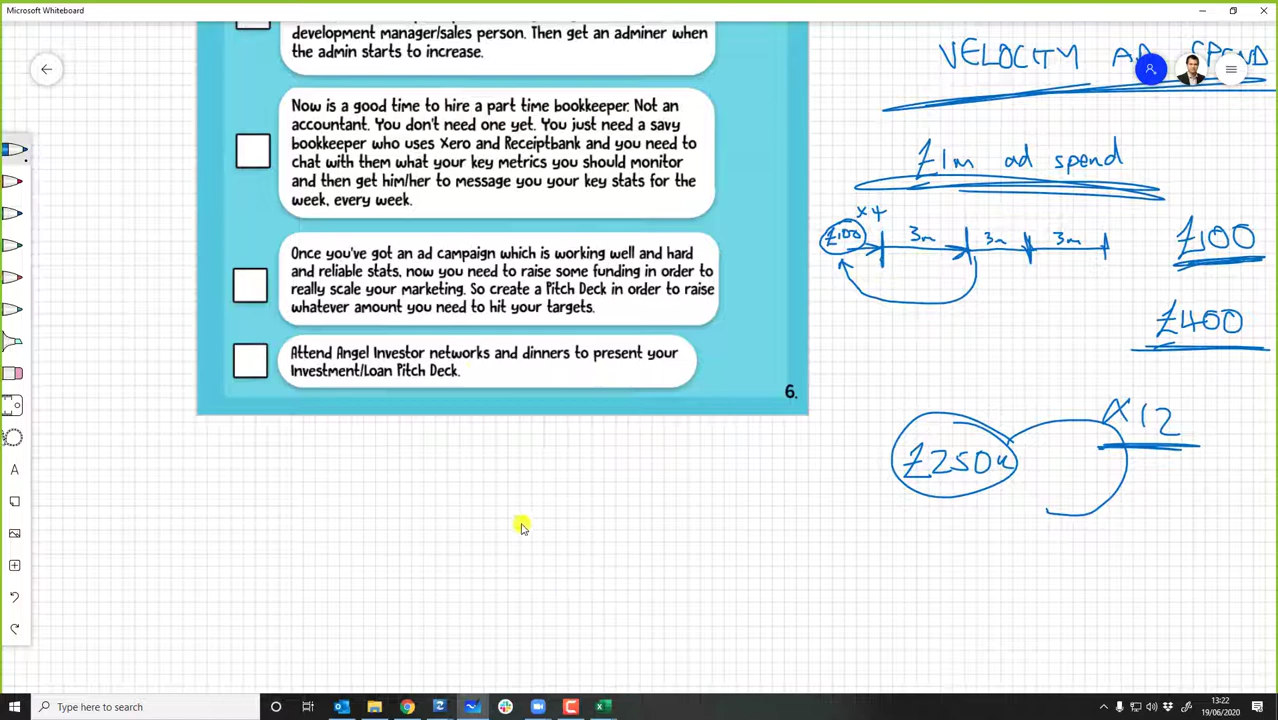 Microsoft Whiteboard
development manager/sales person. Then get an adminer when
the admin starts to increase.
Now is a good time to hire a part time bookkeeper. Not an
accountant. You don't need one yet. You just need a savy
bookkeeper who uses Xero and Receiptbank and you need to
chat with them what your key metrics you should monitor
and then get him/her to message you your key stats for the
week, every week.
Once you've got an ad campaign which is working well and hard
and reliable stats, now you need to raise some funding in order to
really scale your marketing. So create a Pitch Deck in order to raise
whatever amount you need to hit your targets.
Attend Angel Investor networks and dinners to present your
Investment/Loan Pitch Deck.
6.
VELOCITY AD SPEND
£1m ad spend
x4
£100 3m 3m 3m
£100
£400
x12
£250k
A
Type here to search
13:22
19/06/2020